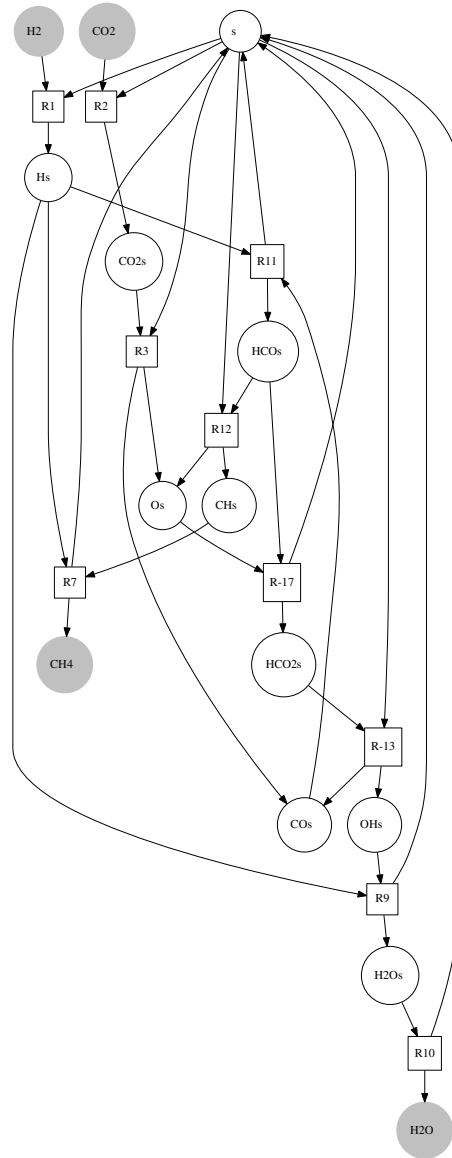 H2
CO2
s
R1
R2
Hs
CO2s
R11
R3
HCOs
R12
Os
CHs
R7
R-17
CH4
HCO2s
R-13
COs
OHs
R9
H2Os
R10
H2O